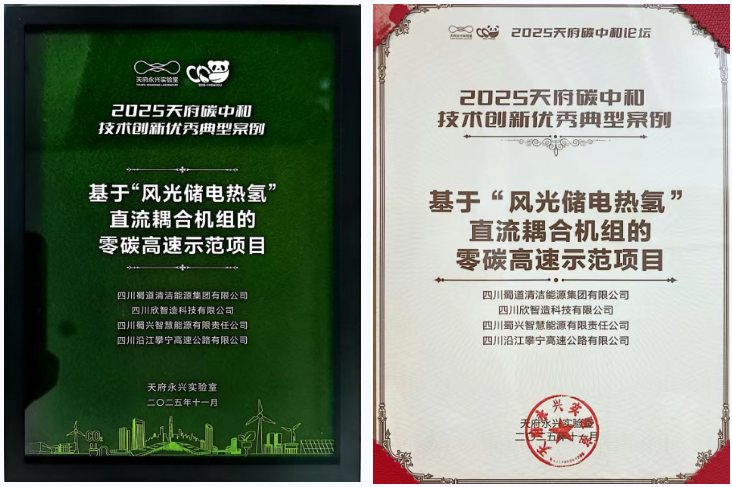 天府永兴实验室
2025天府碳中和
技术创新优秀典型案例
基于“风光储电热氢”
直流耦合机组的
零碳高速示范项目
四川蜀道清洁能源集团有限公司
四川欣智造科技有限公司
四川蜀兴智慧能源有限责任公司
四川沿江攀宁高速公路有限公司
天府永兴实验室
二〇二五年十一月
CO2
2025天府碳中和论坛
2025天府碳中和
技术创新优秀典型案例
基于“风光储电热氢”
直流耦合机组的
零碳高速示范项目
四川蜀道清洁能源集团有限公司
四川欣智造科技有限公司
四川蜀兴智慧能源有限责任公司
四川沿江攀宁高速公路有限公司
天府永兴实验室
二〇二五年十一月